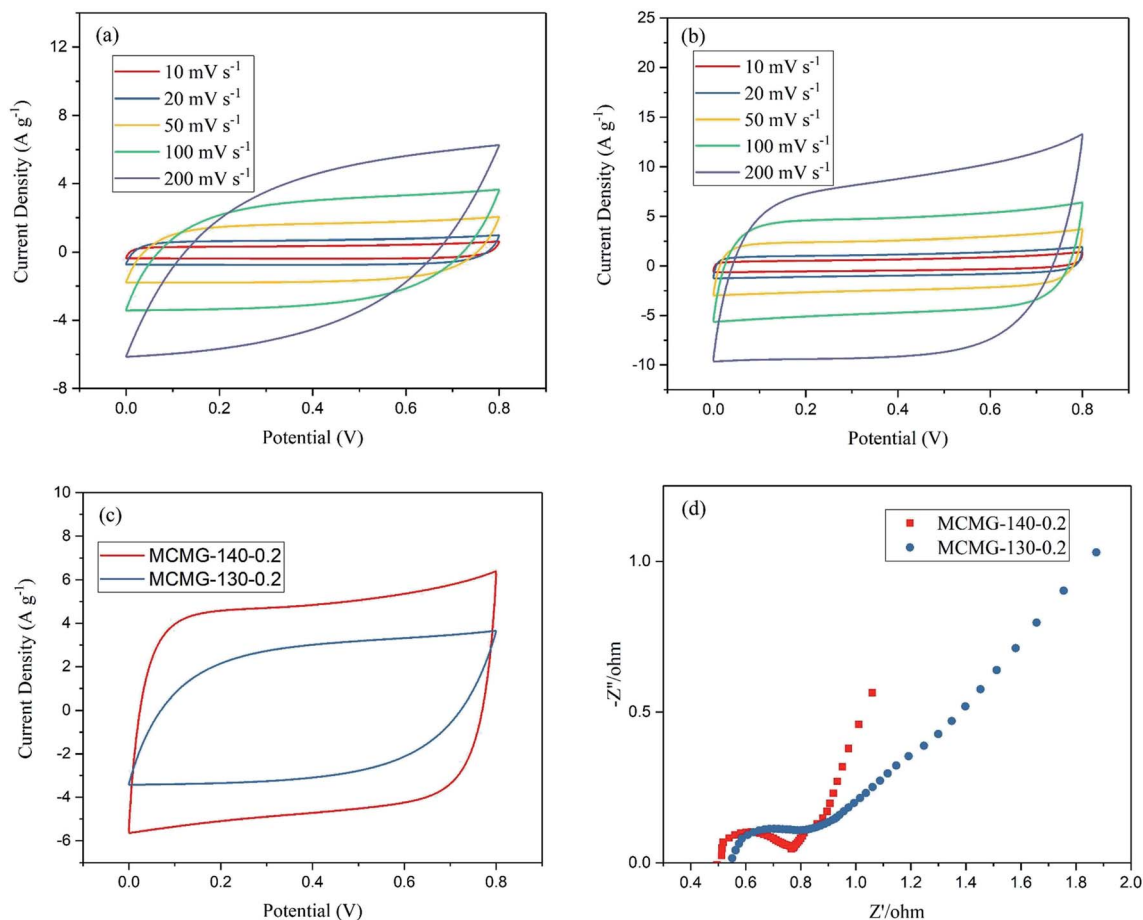 (a)
10 mV s⁻¹
20 mV s⁻¹
50 mV s⁻¹
100 mV s⁻¹
200 mV s⁻¹
12
8
4
0
-4
-8
0.0 0.2 0.4 0.6 0.8
Current Density (A g⁻¹)
Potential (V)
(b)
10 mV s⁻¹
20 mV s⁻¹
50 mV s⁻¹
100 mV s⁻¹
200 mV s⁻¹
25
20
15
10
5
0
-5
-10
0.0 0.2 0.4 0.6 0.8
Current Density (A g⁻¹)
Potential (V)
(c)
MCMG-140-0.2
MCMG-130-0.2
10
8
6
4
2
0
-2
-4
-6
0.0 0.2 0.4 0.6 0.8
Current Density (A g⁻¹)
Potential (V)
(d)
MCMG-140-0.2
MCMG-130-0.2
1.0
0.5
0.0
0.4 0.6 0.8 1.0 1.2 1.4 1.6 1.8 2.0
-Z"/ohm
Z'/ohm